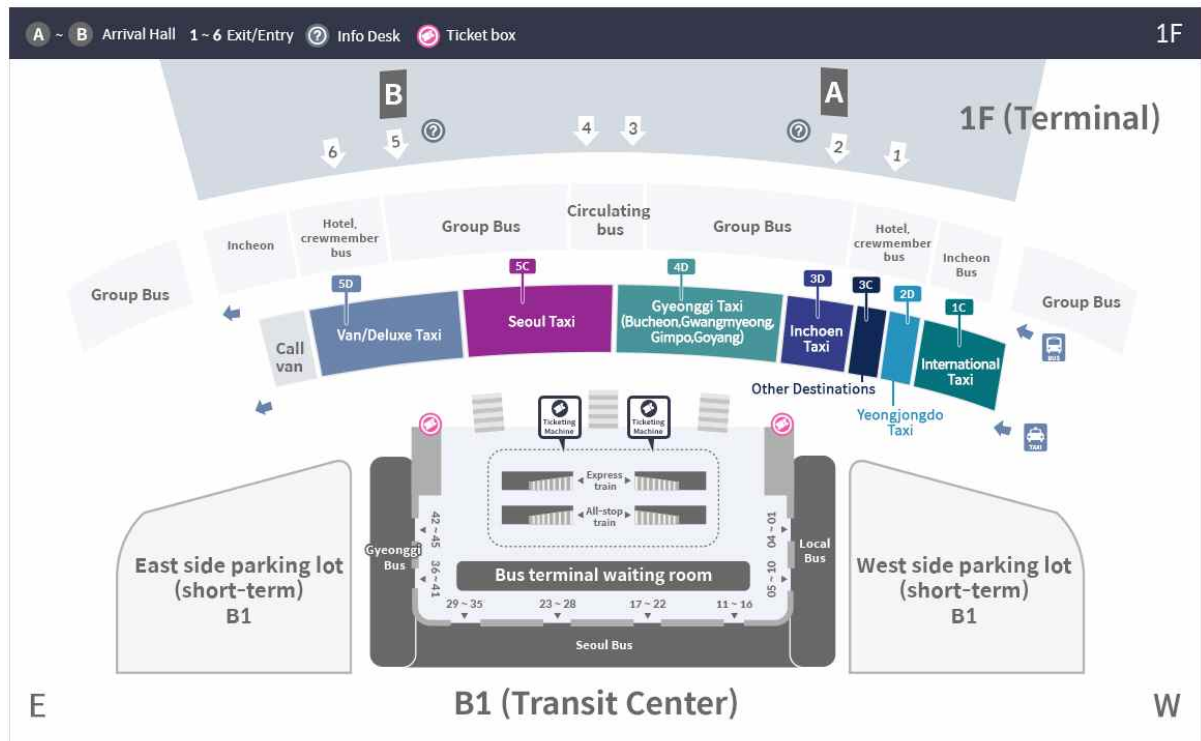 A ~ B Arrival Hall 1 ~ 6 Exit/Entry ? Info Desk Ticket box
1F
B
A
1F (Terminal)
6
5
?
4
3
?
2
1
Group Bus
Incheon
Hotel,
crewmember
bus
Group Bus
Circulating
bus
Group Bus
Hotel,
crewmember
bus
Incheon
Bus
Group Bus
5D
5C
4D
3D
3C
2D
1C
Call
van
Van/Deluxe Taxi
Seoul Taxi
Gyeonggi Taxi
(Bucheon,Gwangmyeong,
Gimpo,Goyang)
Inchoen
Taxi
Other Destinations
Yeongjongdo
Taxi
International
Taxi
BUS
TAXI
Ticketing
Machine
Ticketing
Machine
Express
train
All-stop
train
42 ~ 45
36 ~ 41
Gyeonggi
Bus
04 ~ 01
05 ~ 10
Local
Bus
Bus terminal waiting room
29 ~ 35
23 ~ 28
17 ~ 22
11 ~ 16
Seoul Bus
East side parking lot
(short-term)
B1
West side parking lot
(short-term)
B1
E
B1 (Transit Center)
W